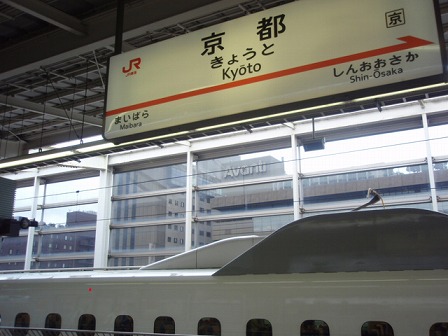 JR
京都
京
きょうと
Kyōto
まいばら
Maibara
しんおおさか
Shin-Ōsaka
Avanti